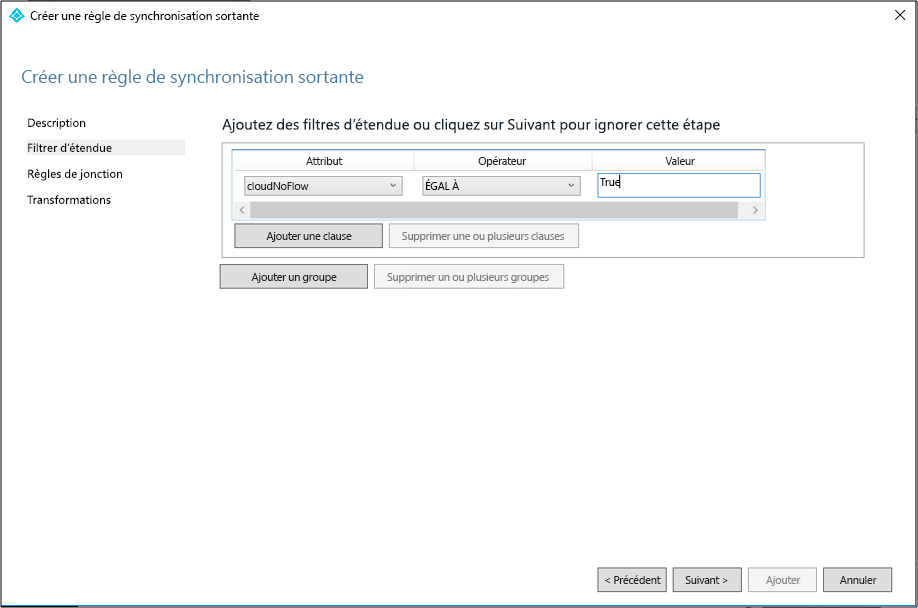 Créer une règle de synchronisation sortante
Créer une règle de synchronisation sortante
Description
Filtrer d'étendue
Règles de jonction
Transformations
Ajoutez des filtres d'étendue ou cliquez sur Suivant pour ignorer cette étape
Attribut Opérateur Valeur
cloudNoFlow ÉGAL À True
Ajouter une clause Supprimer une ou plusieurs clauses
Ajouter un groupe Supprimer un ou plusieurs groupes
< Précédent Suivant > Ajouter Annuler